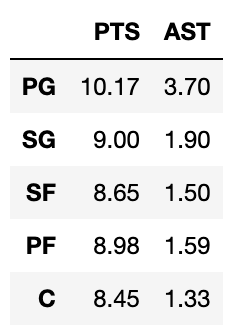 PTS AST
PG 10.17 3.70
SG 9.00 1.90
SF 8.65 1.50
PF 8.98 1.59
C 8.45 1.33